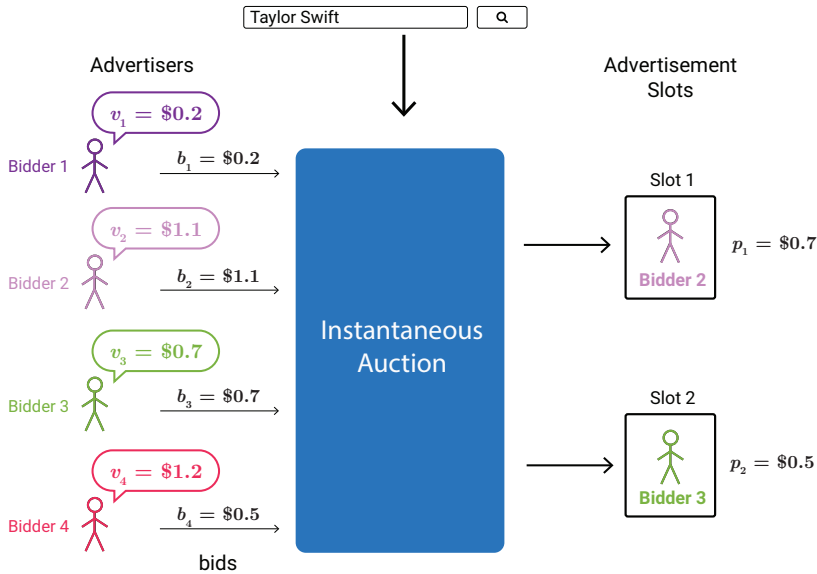 Taylor Swift
Advertisers
Advertisement
Slots
v₁ = $0.2
Bidder 1
b₁ = $0.2
v₂ = $1.1
Bidder 2
b₂ = $1.1
v₃ = $0.7
Bidder 3
b₃ = $0.7
v₄ = $1.2
Bidder 4
b₄ = $0.5
bids
Instantaneous
Auction
Slot 1
Bidder 2
p₁ = $0.7
Slot 2
Bidder 3
p₂ = $0.5